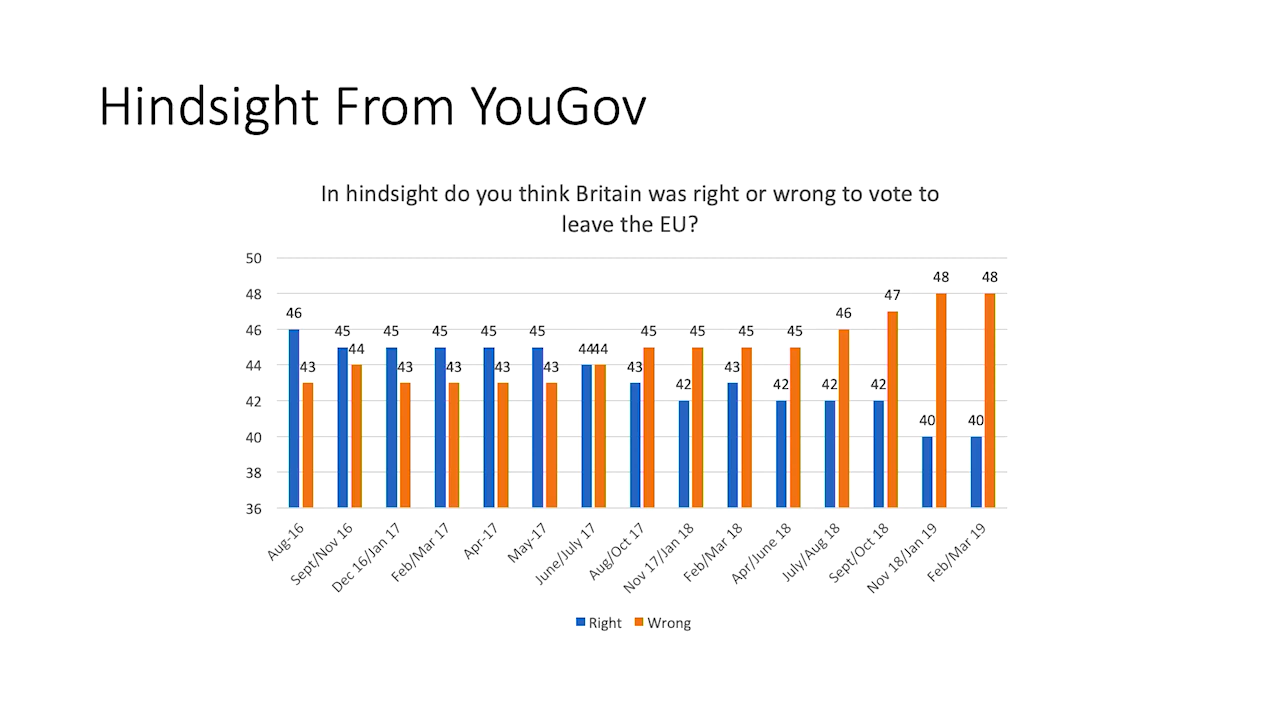 Hindsight From YouGov
In hindsight do you think Britain was right or wrong to vote to
leave the EU?
50
48
46
44
42
40
38
36
46
43
45
44
45
43
45
43
45
43
45
43
44
44
43
45
42
45
43
45
42
45
42
46
42
47
40
48
40
48
Aug-16
Sept/Nov 16
Dec 16/Jan 17
Feb/Mar 17
Apr-17
May-17
June/July 17
Aug/Oct 17
Nov 17/Jan 18
Feb/Mar 18
Apr/June 18
July/Aug 18
Sept/Oct 18
Nov 18/Jan 19
Feb/Mar 19
Right Wrong